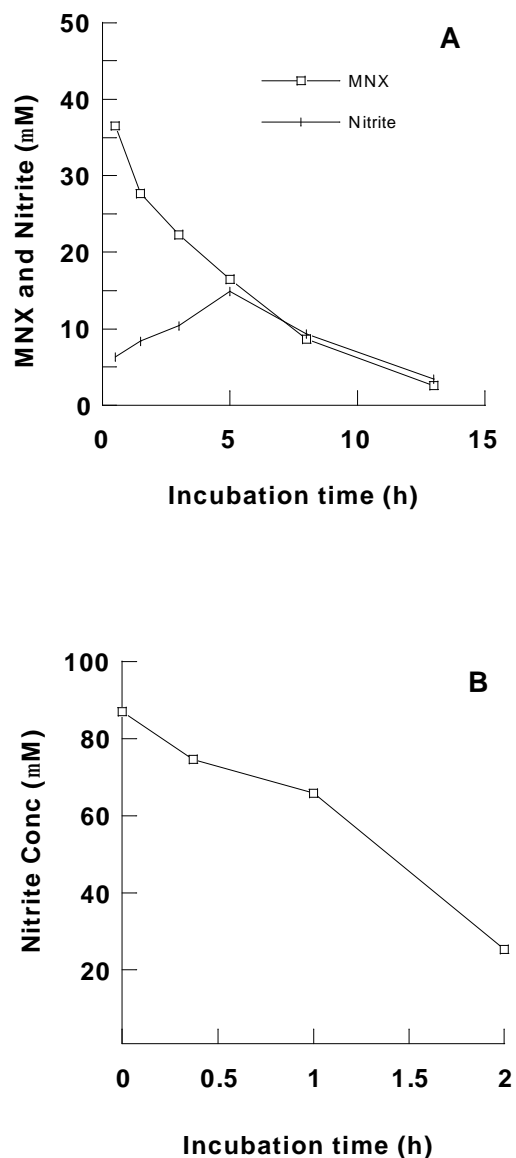 A
50
40
30
20
10
0
MNX
Nitrite
MNX and Nitrite (mM)
0 5 10 15
Incubation time (h)
B
100
80
60
40
20
Nitrite Conc (mM)
0 0.5 1 1.5 2
Incubation time (h)